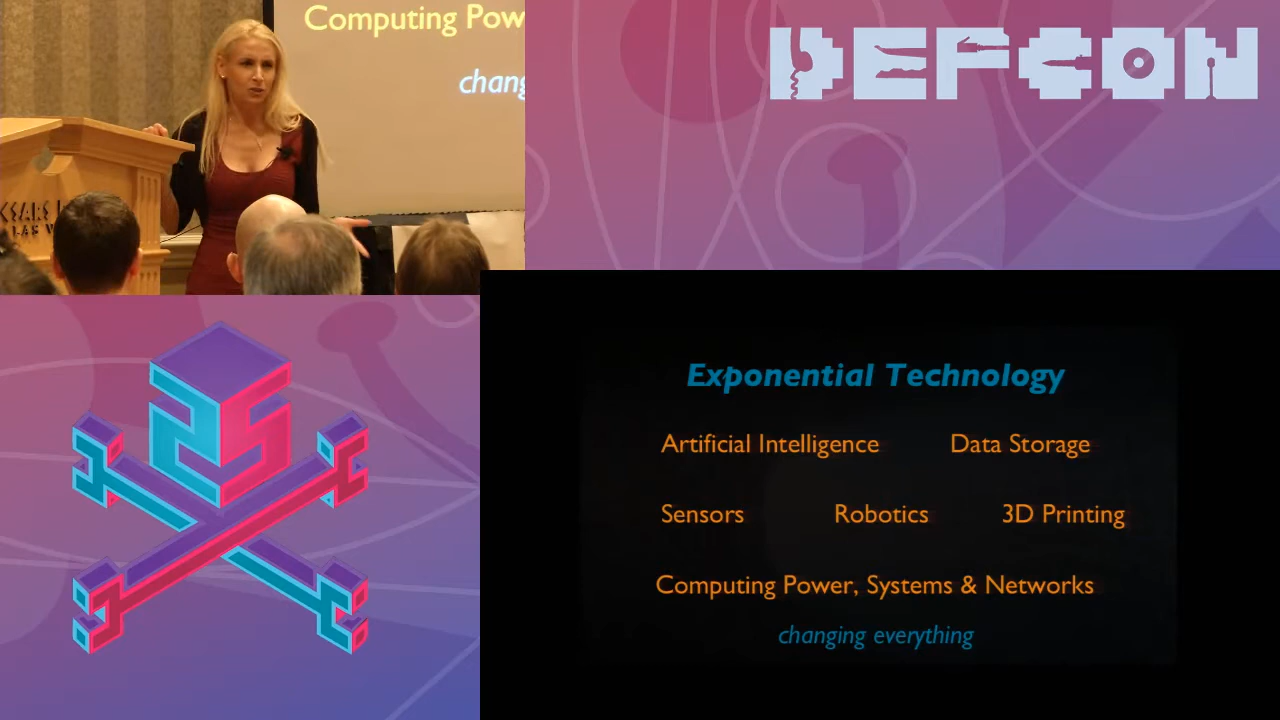 Computing Pow
chang
DEFCON
Exponential Technology
Artificial Intelligence Data Storage
Sensors Robotics 3D Printing
Computing Power, Systems & Networks
changing everything